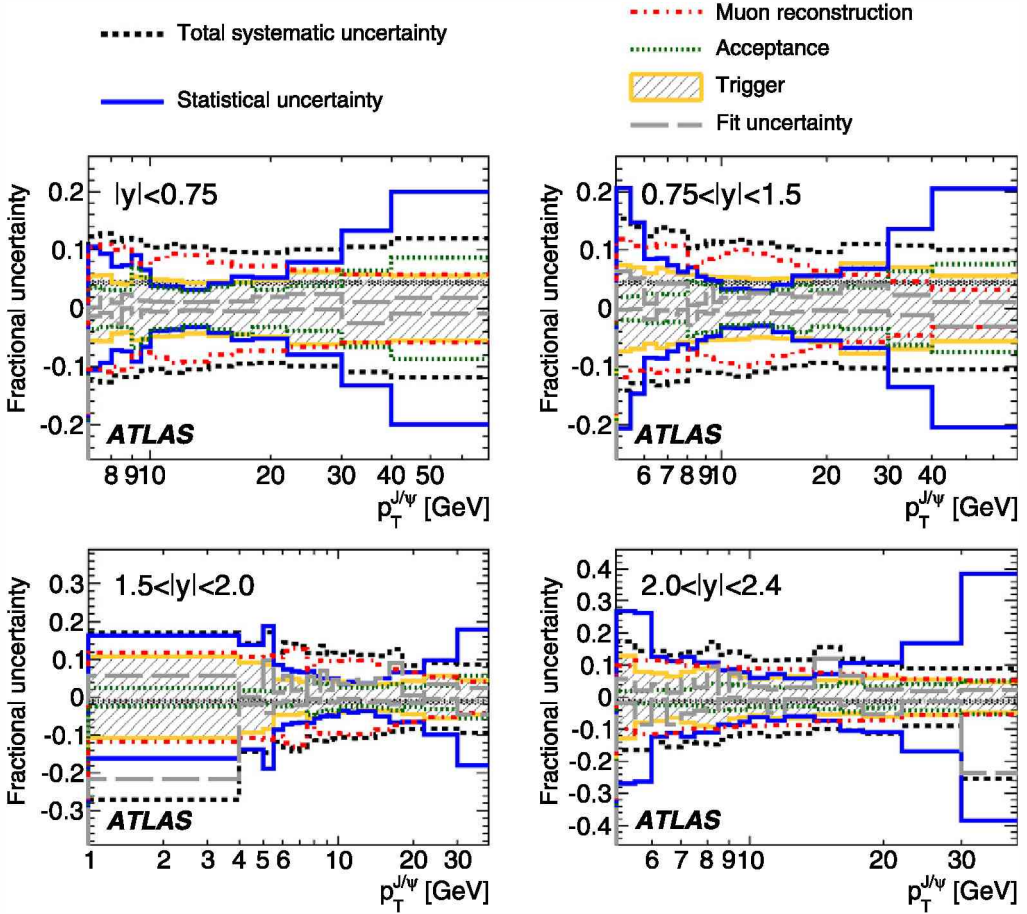 Total systematic uncertainty
Statistical uncertainty
Muon reconstruction
Acceptance
Trigger
Fit uncertainty
Fractional uncertainty
0.2
0.1
0
-0.1
-0.2
|y|<0.75
ATLAS
8 9 10 20 30 40 50
p_T^{J/ψ} [GeV]
Fractional uncertainty
0.2
0.1
0
-0.1
-0.2
0.75<|y|<1.5
ATLAS
6 7 8 9 10 20 30 40
p_T^{J/ψ} [GeV]
Fractional uncertainty
0.3
0.2
0.1
0
-0.1
-0.2
-0.3
1.5<|y|<2.0
ATLAS
1 2 3 4 5 6 10 20 30
p_T^{J/ψ} [GeV]
Fractional uncertainty
0.4
0.3
0.2
0.1
0
-0.1
-0.2
-0.3
-0.4
2.0<|y|<2.4
ATLAS
6 7 8 9 10 20 30
p_T^{J/ψ} [GeV]